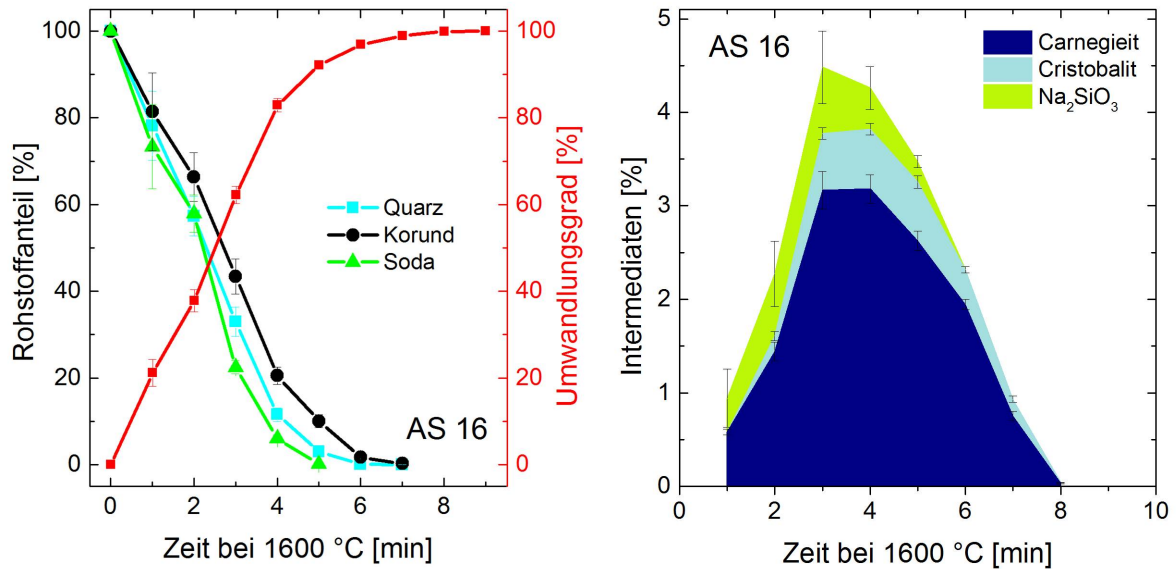 Rohstoffanteil [%]
100
80
60
40
20
0
Quarz
Korund
Soda
AS 16
100
80
60
40
20
0
Umwandlungsgrad [%]
0 2 4 6 8
Zeit bei 1600 °C [min]
Intermediaten [%]
5
4
3
2
1
0
AS 16
Carnegieit
Cristobalit
Na₂SiO₃
0 2 4 6 8 10
Zeit bei 1600 °C [min]